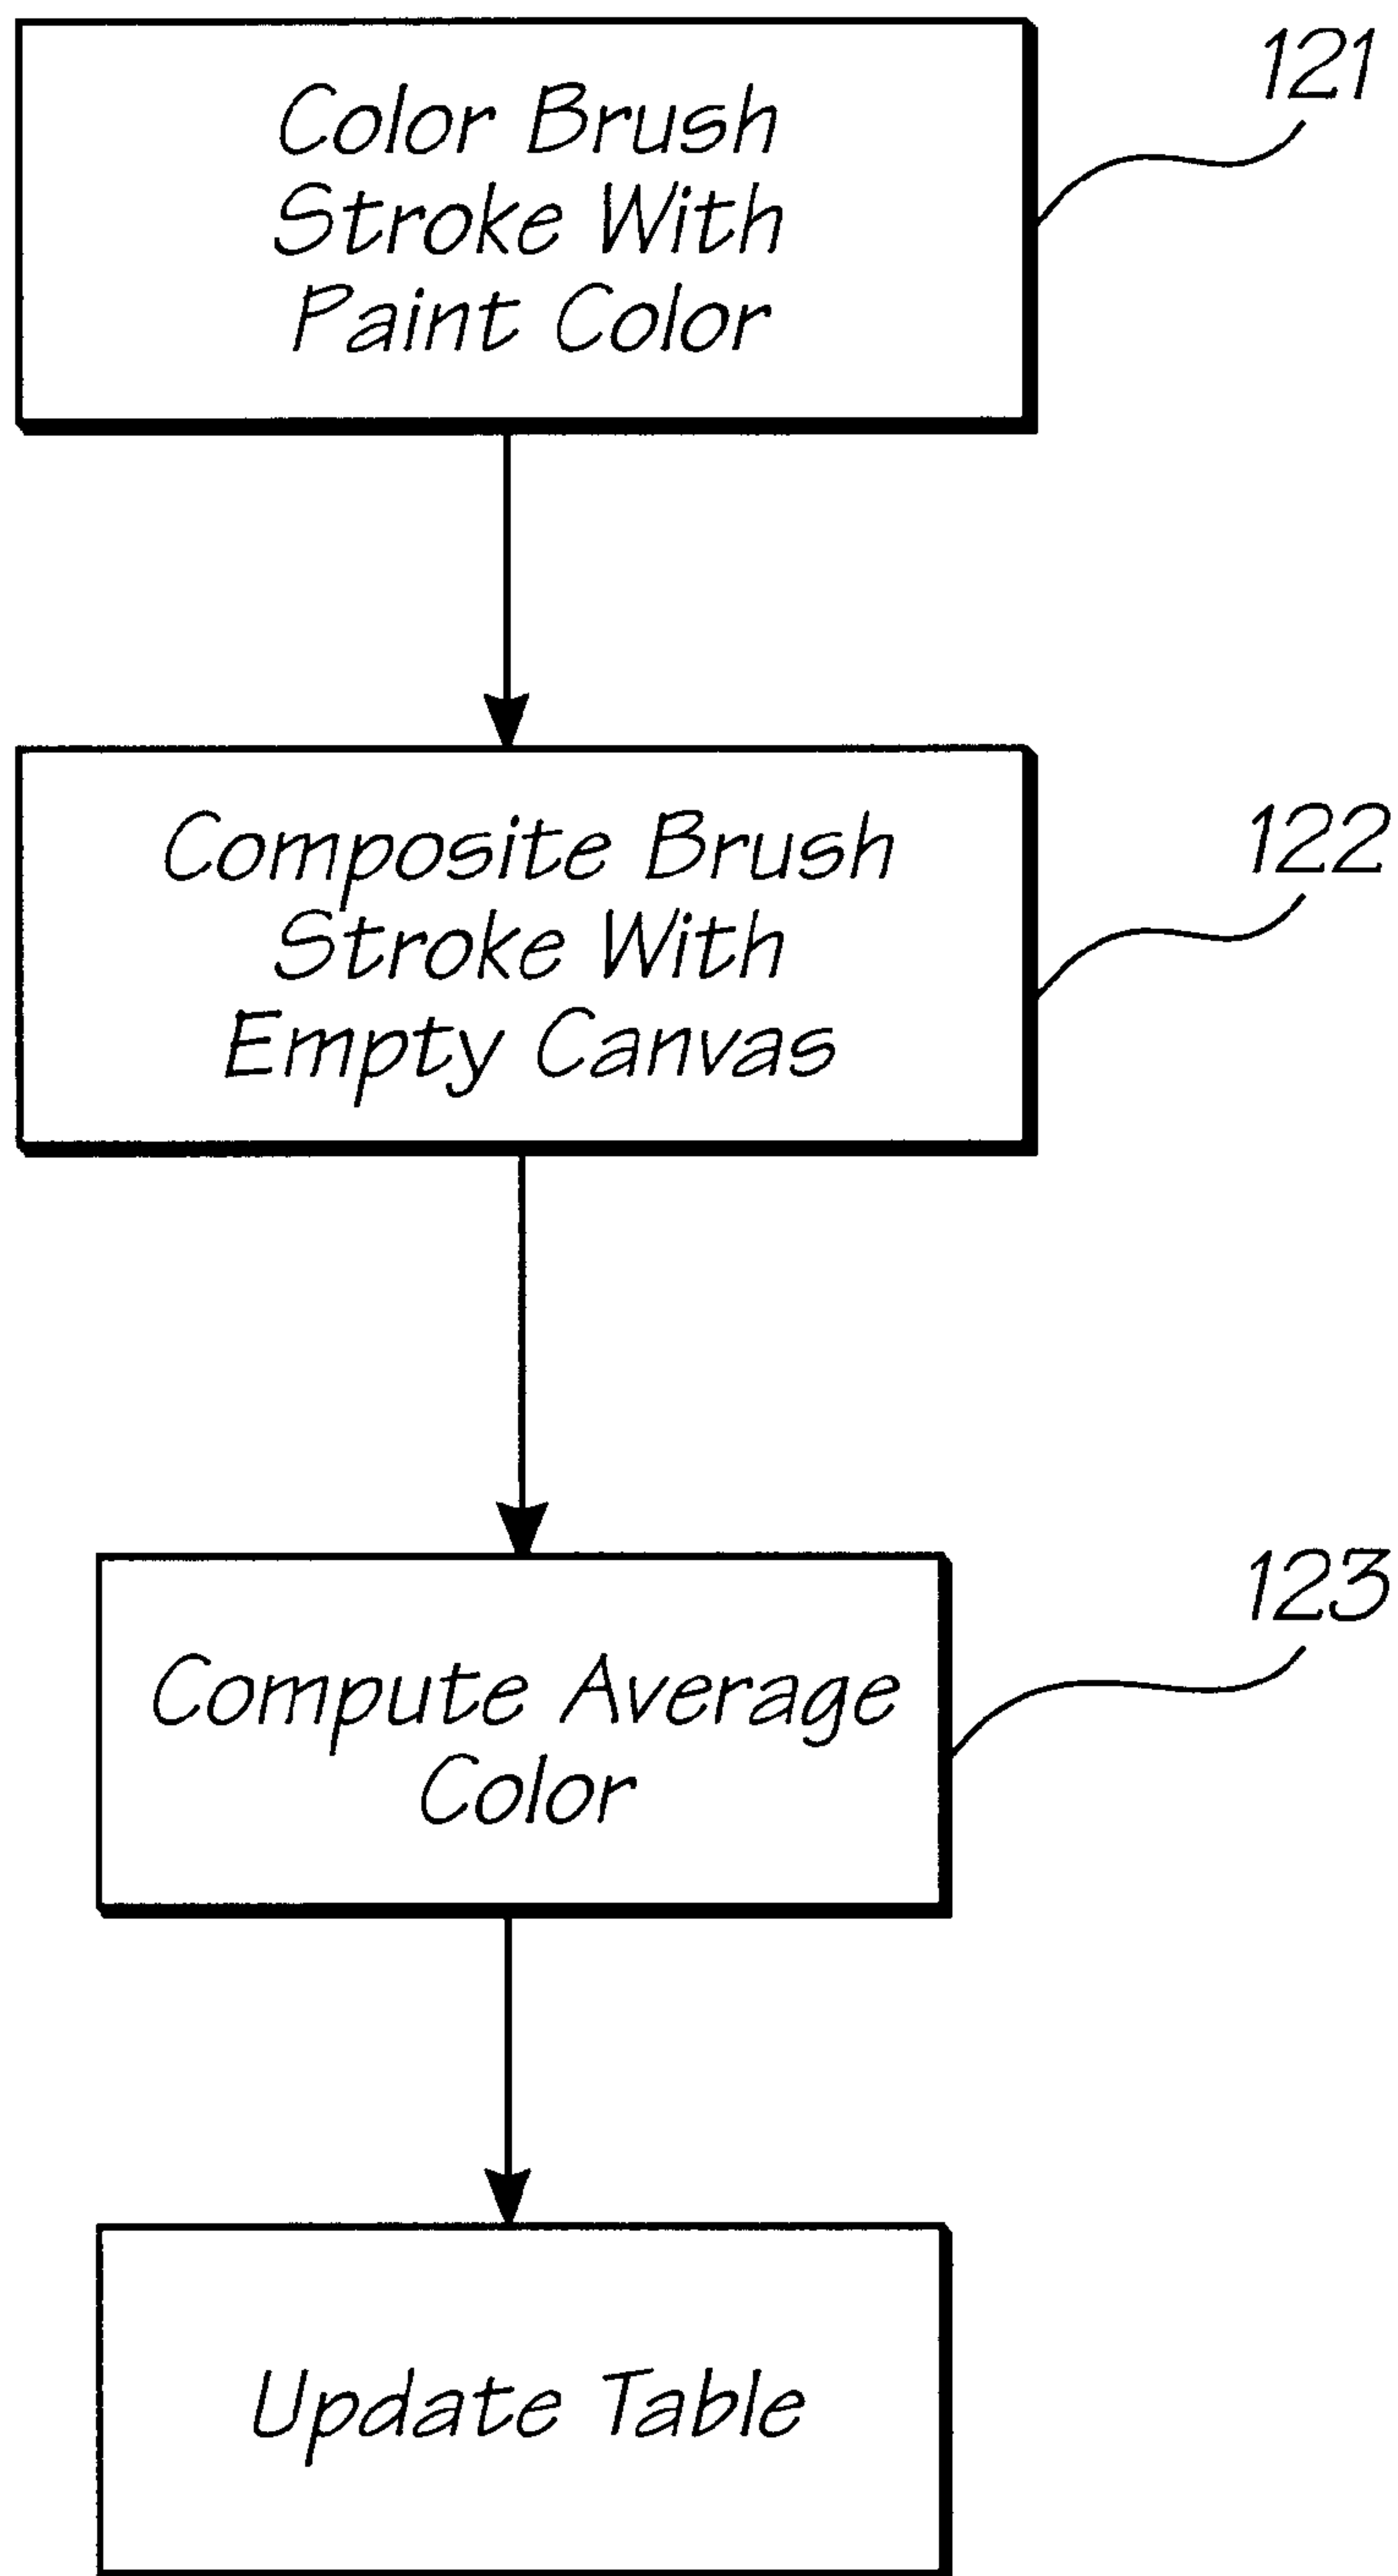 Color Brush
Stroke With
Paint Color
121
Composite Brush
Stroke With
Empty Canvas
122
Compute Average
Color
123
Update Table